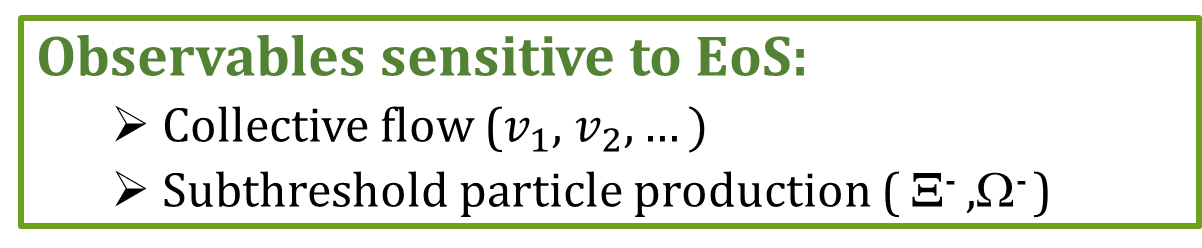 Observables sensitive to EoS:
➢ Collective flow (𝑣₁, 𝑣₂, … )
➢ Subthreshold particle production ( Ξ⁻ ,Ω⁻ )